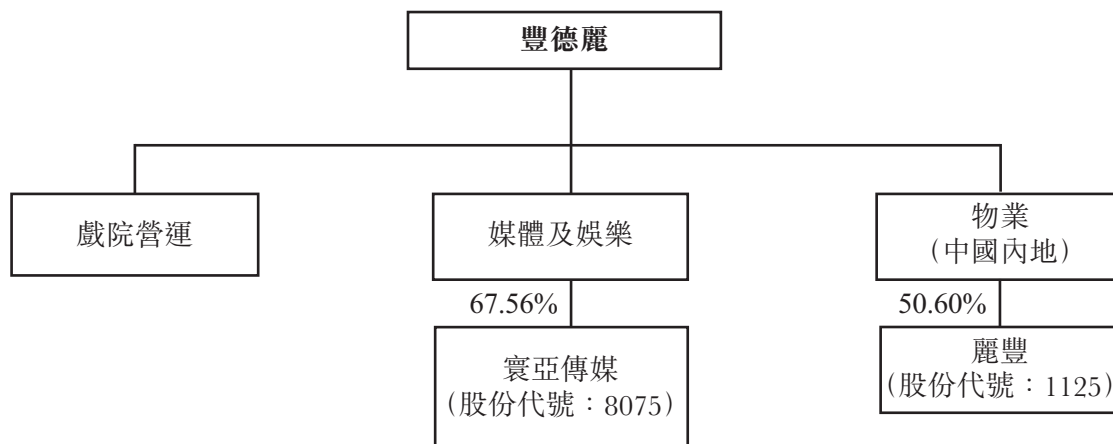 豐德麗
戲院營運
媒體及娛樂
物業
（中國內地）
67.56%
50.60%
寰亞傳媒
（股份代號：8075）
麗豐
（股份代號：1125）